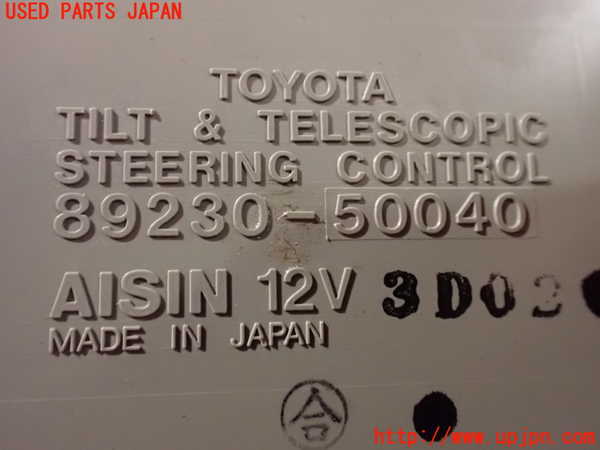 USED PARTS JAPAN
TOYOTA
TILT & TELESCOPIC
STEERING CONTROL
89230-50040
AISIN 12V 3D02
MADE IN JAPAN
合
http://www.upjpn.com